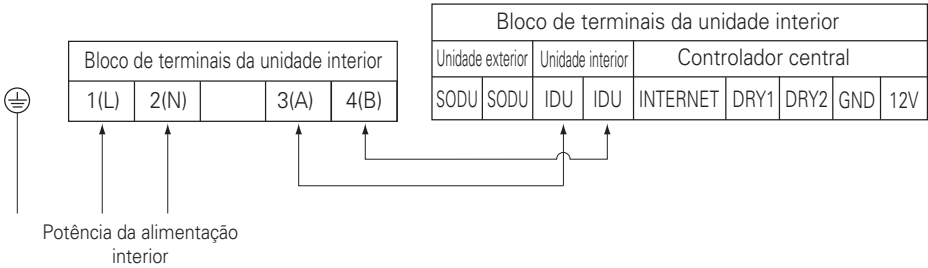 Bloco de terminais da unidade interior
Bloco de terminais da unidade interior
Unidade exterior Unidade interior Controlador central
1(L) 2(N) 3(A) 4(B)
SODU SODU IDU IDU INTERNET DRY1 DRY2 GND 12V
Potência da alimentação
interior